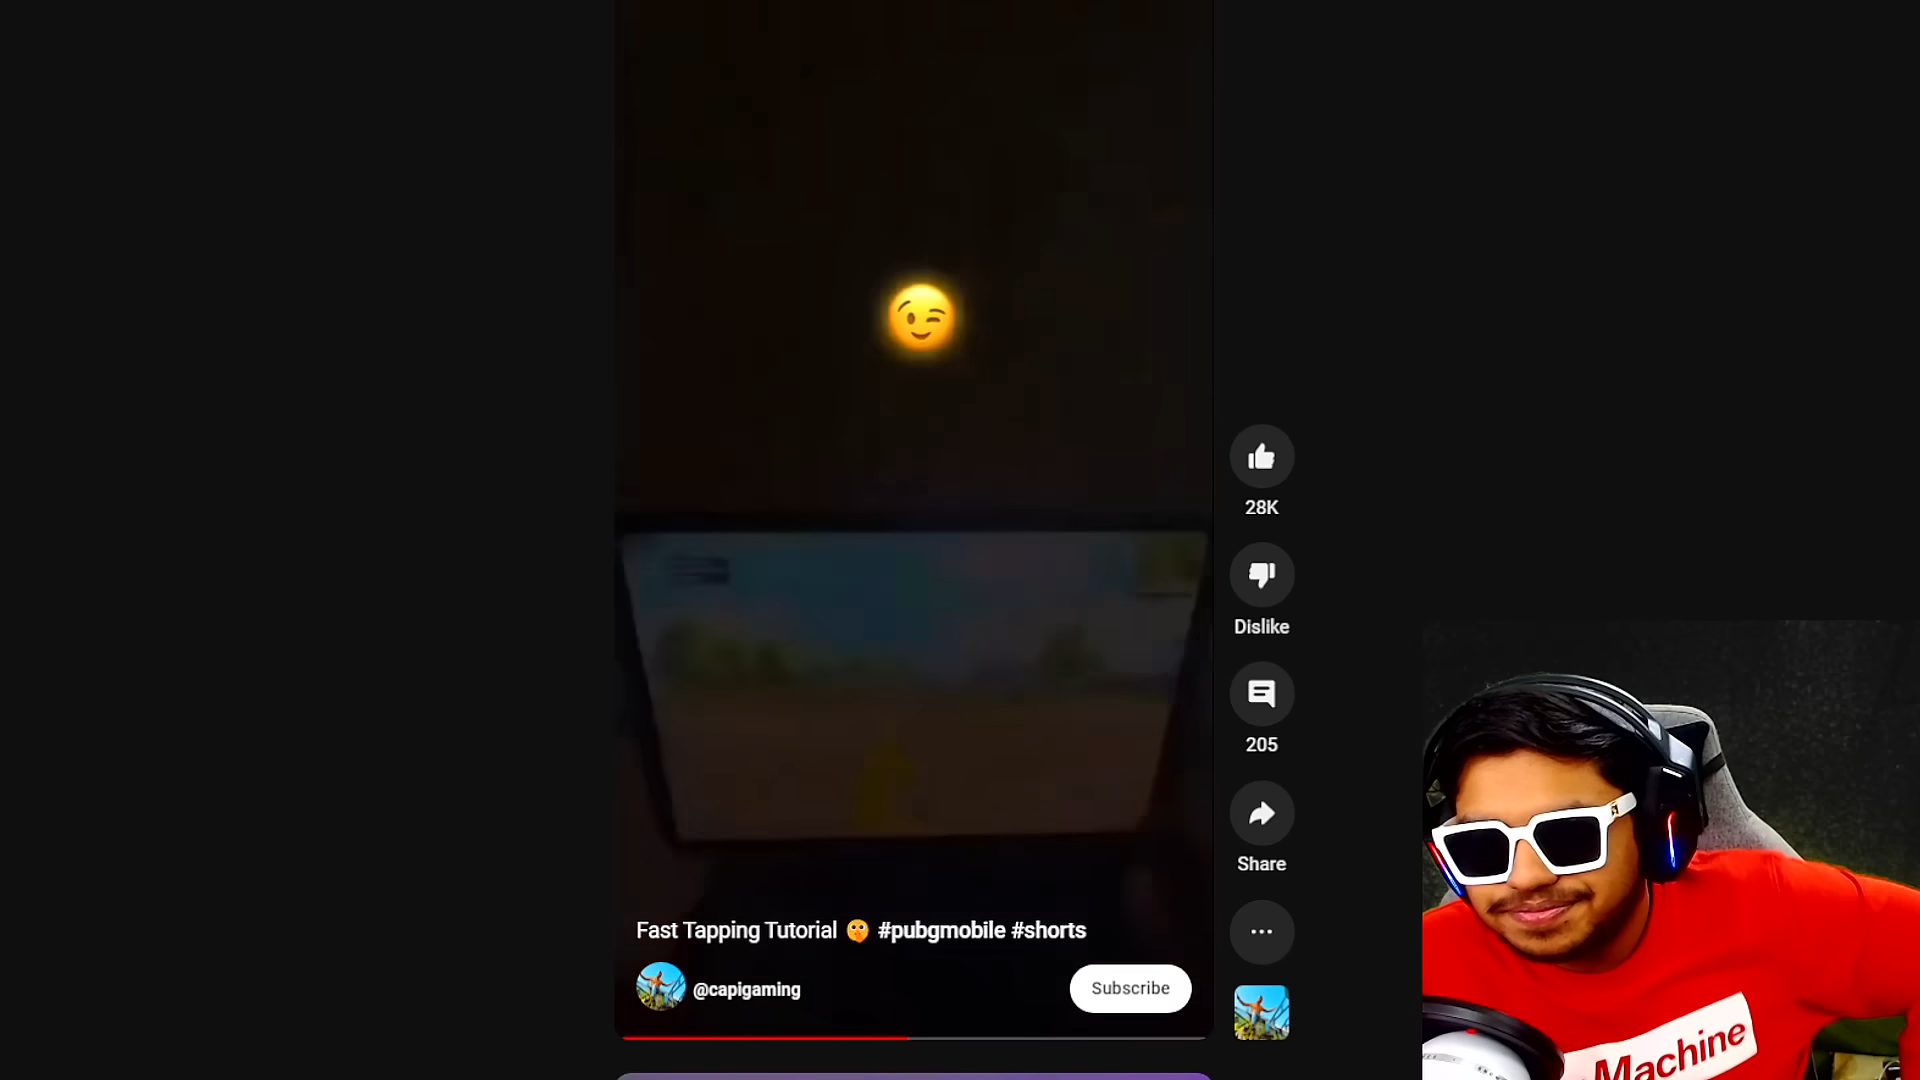 28K
Dislike
205
Share
Fast Tapping Tutorial 🤫 #pubgmobile #shorts
@capigaming
Subscribe
Machine